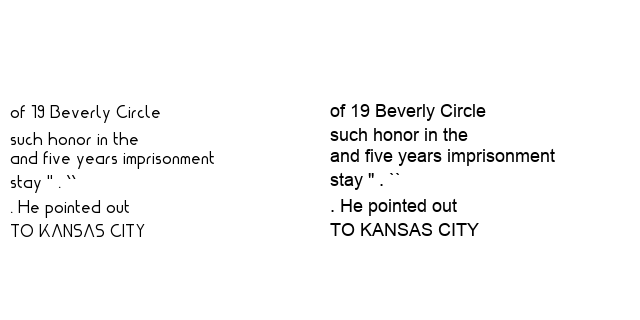 of 19 Beverly Circle
such honor in the
and five years imprisonment
stay " . ``
. He pointed out
TO KANSAS CITY
of 19 Beverly Circle
such honor in the
and five years imprisonment
stay " . ``
. He pointed out
TO KANSAS CITY